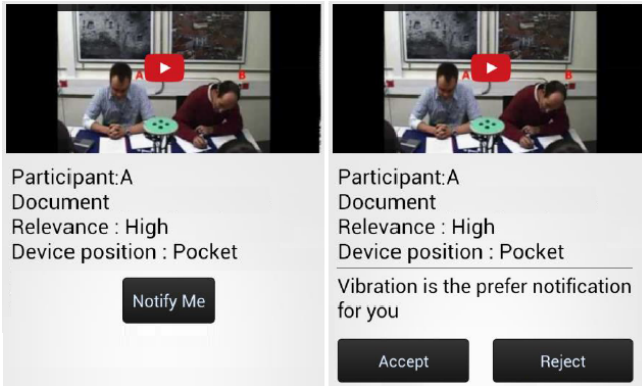 A B
Participant:A
Document
Relevance : High
Device position : Pocket
Notify Me
A B
Participant:A
Document
Relevance : High
Device position : Pocket
Vibration is the prefer notification
for you
Accept Reject